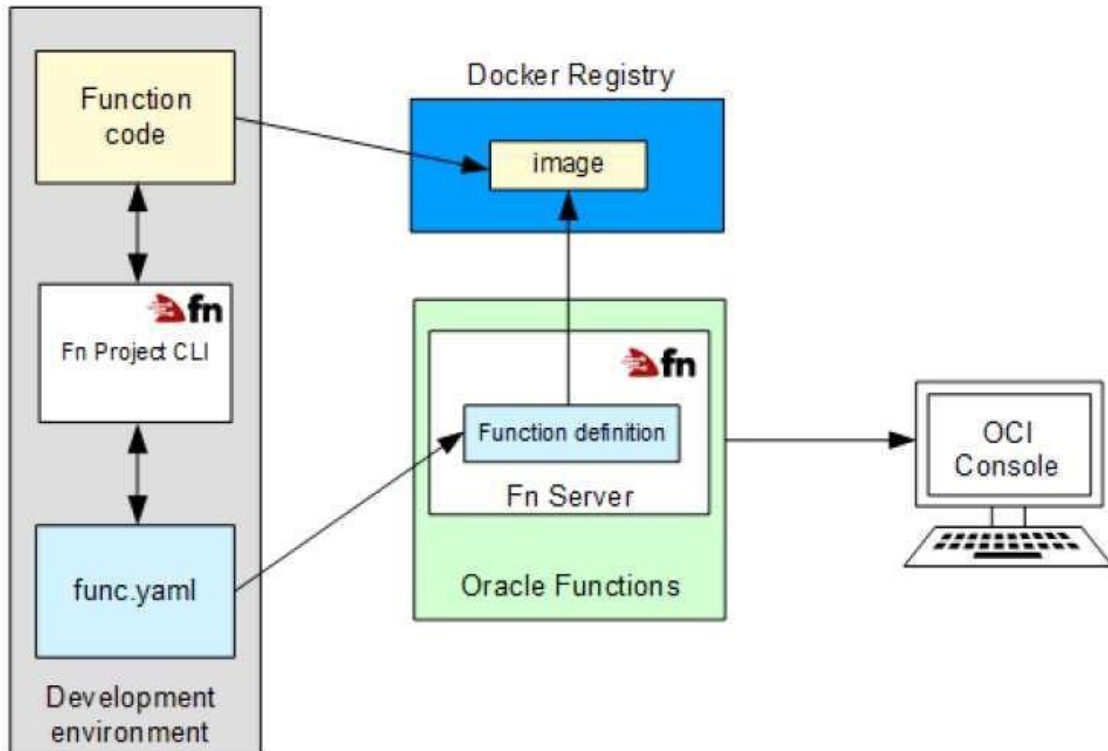 Function
code
fn
Fn Project CLI
func.yaml
Development
environment
Docker Registry
image
fn
Function definition
Fn Server
Oracle Functions
OCI
Console